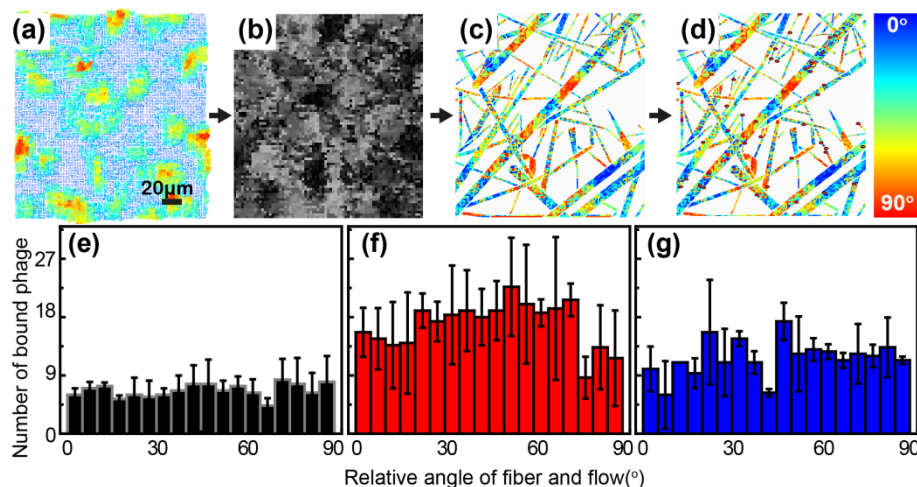 (a)
(b)
(c)
(d)
0°
20μm
90°
(e)
(f)
(g)
Number of bound phage
27
18
9
0
0 30 60 90
0 30 60 90
0 30 60 90
Relative angle of fiber and flow(°)